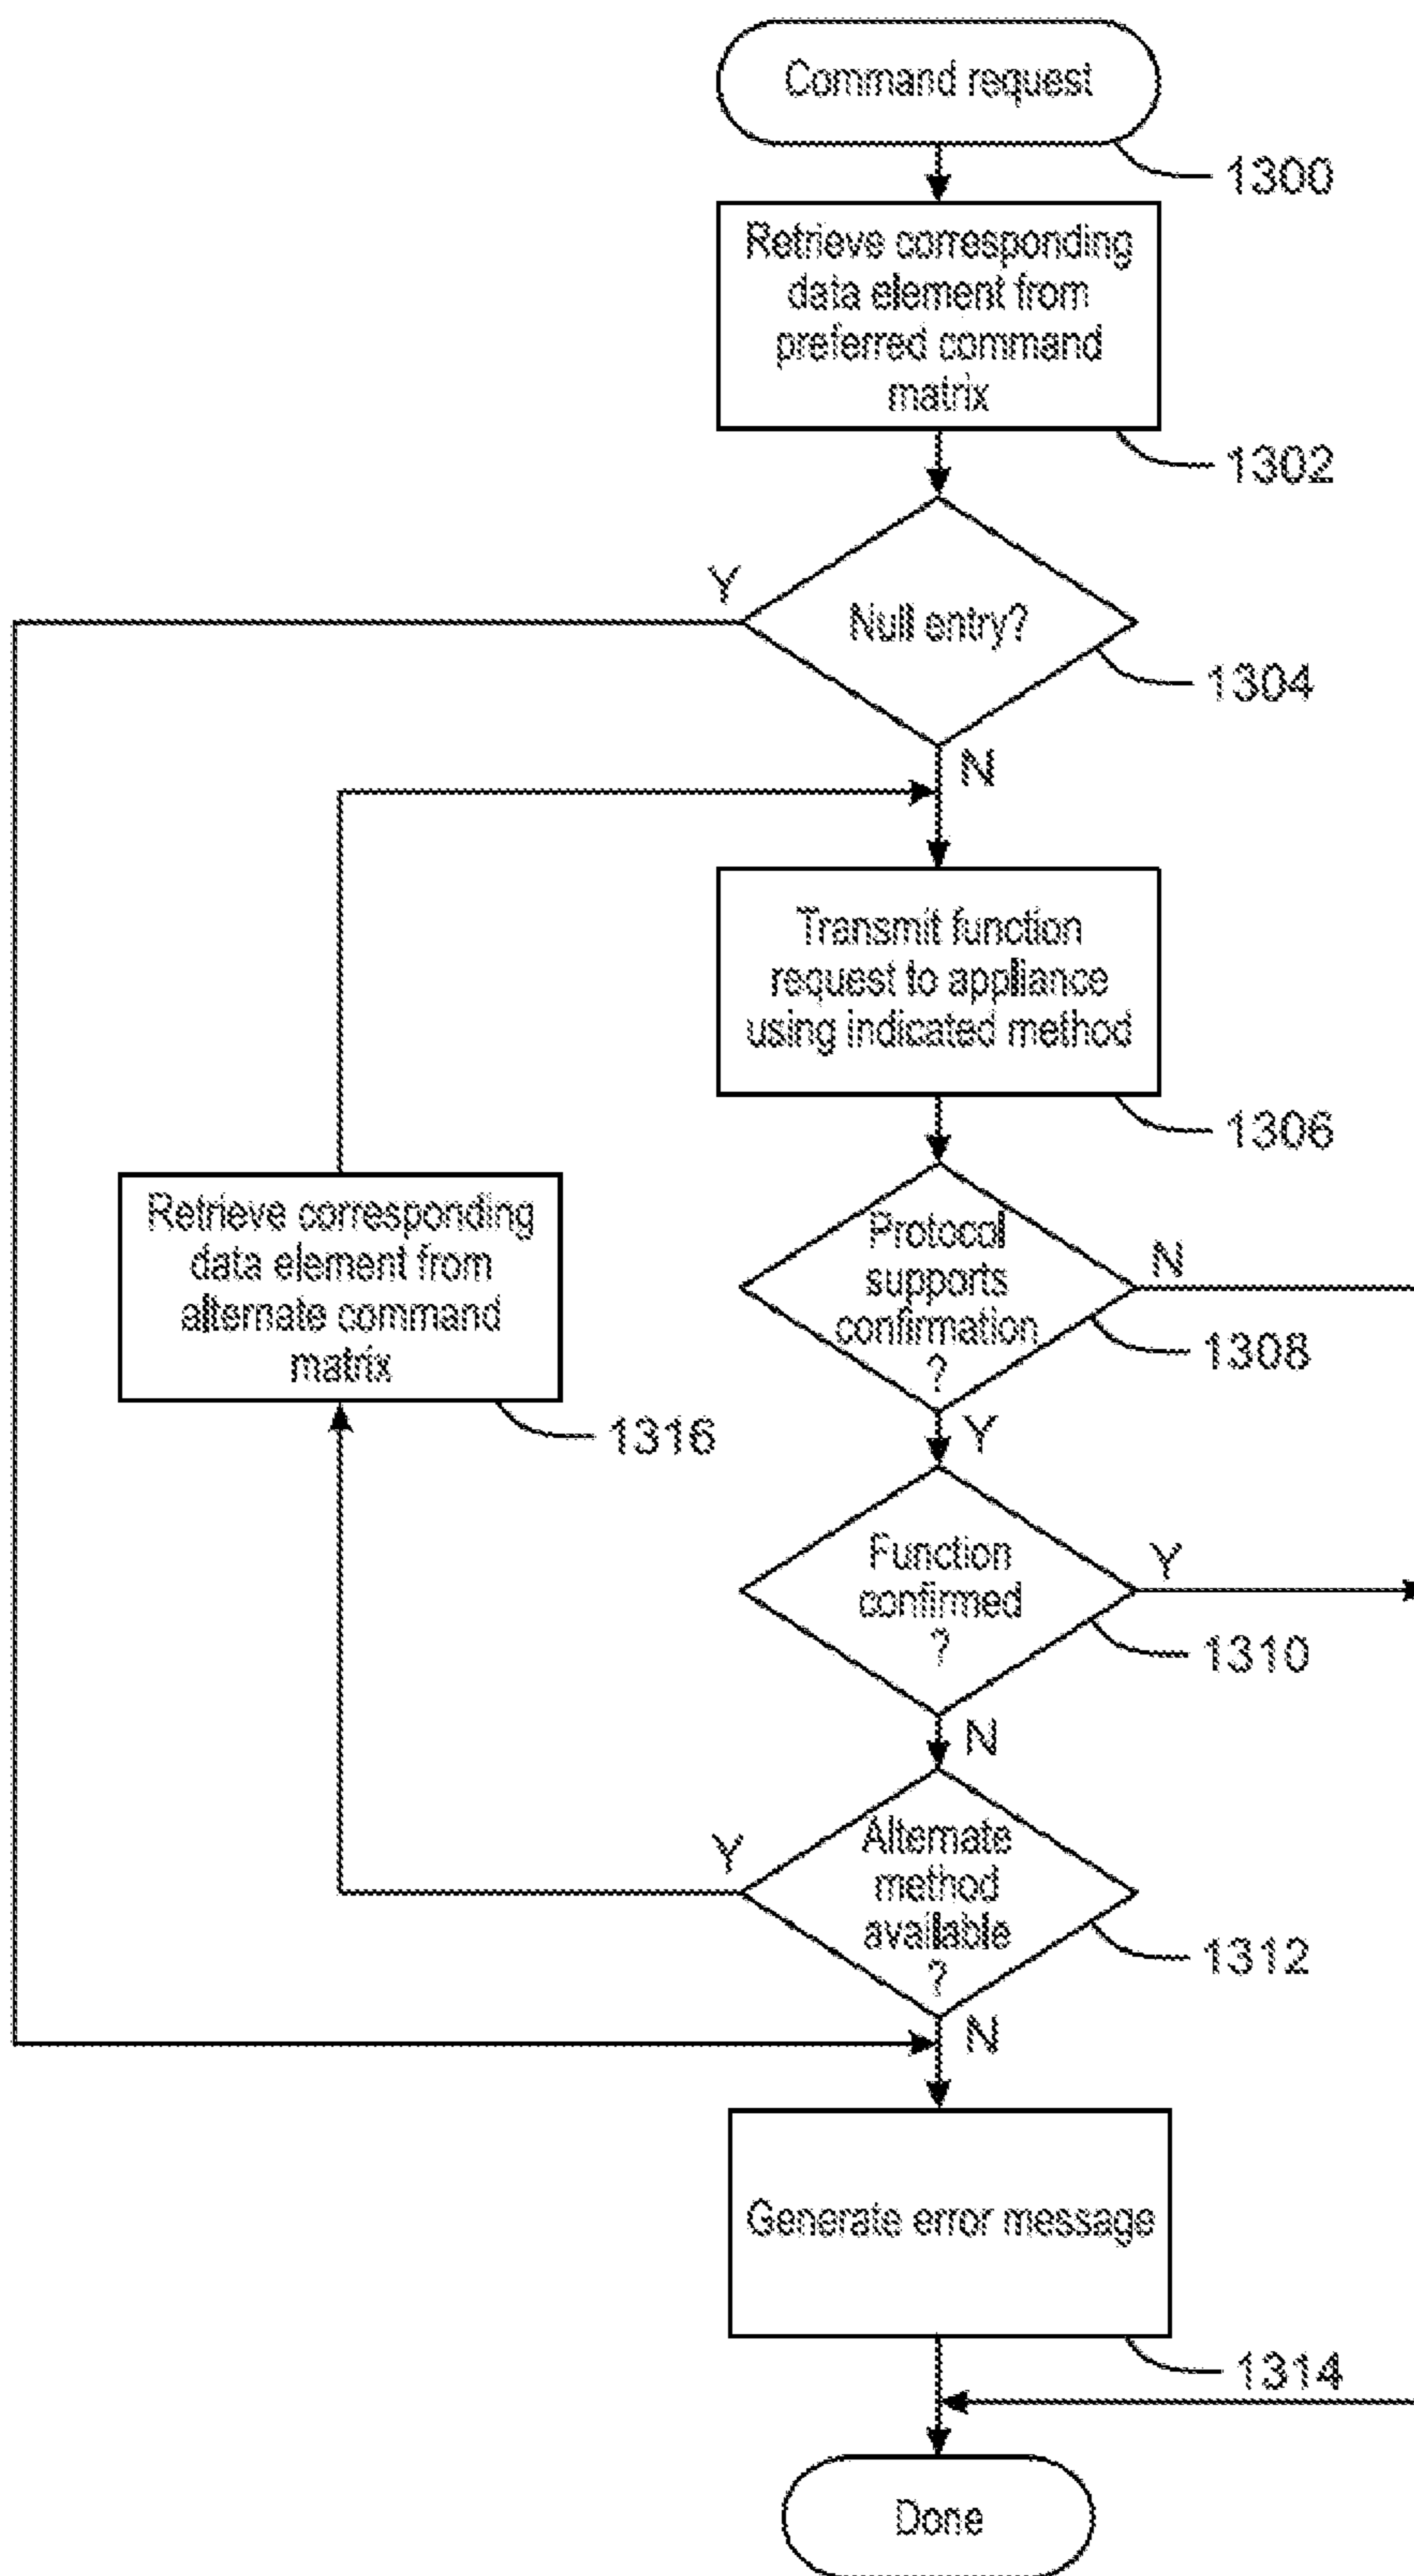 Command request
1300
Retrieve corresponding
data element from
preferred command
matrix
1302
Y
Null entry?
1304
N
Transmit function
request to appliance
using indicated method
1306
Retrieve corresponding
data element from
alternate command
matrix
1316
Protocol
supports
confirmation
?
N
1308
Y
Function
confirmed
?
Y
1310
N
Y
Alternate
method
available
?
1312
N
Generate error message
1314
Done